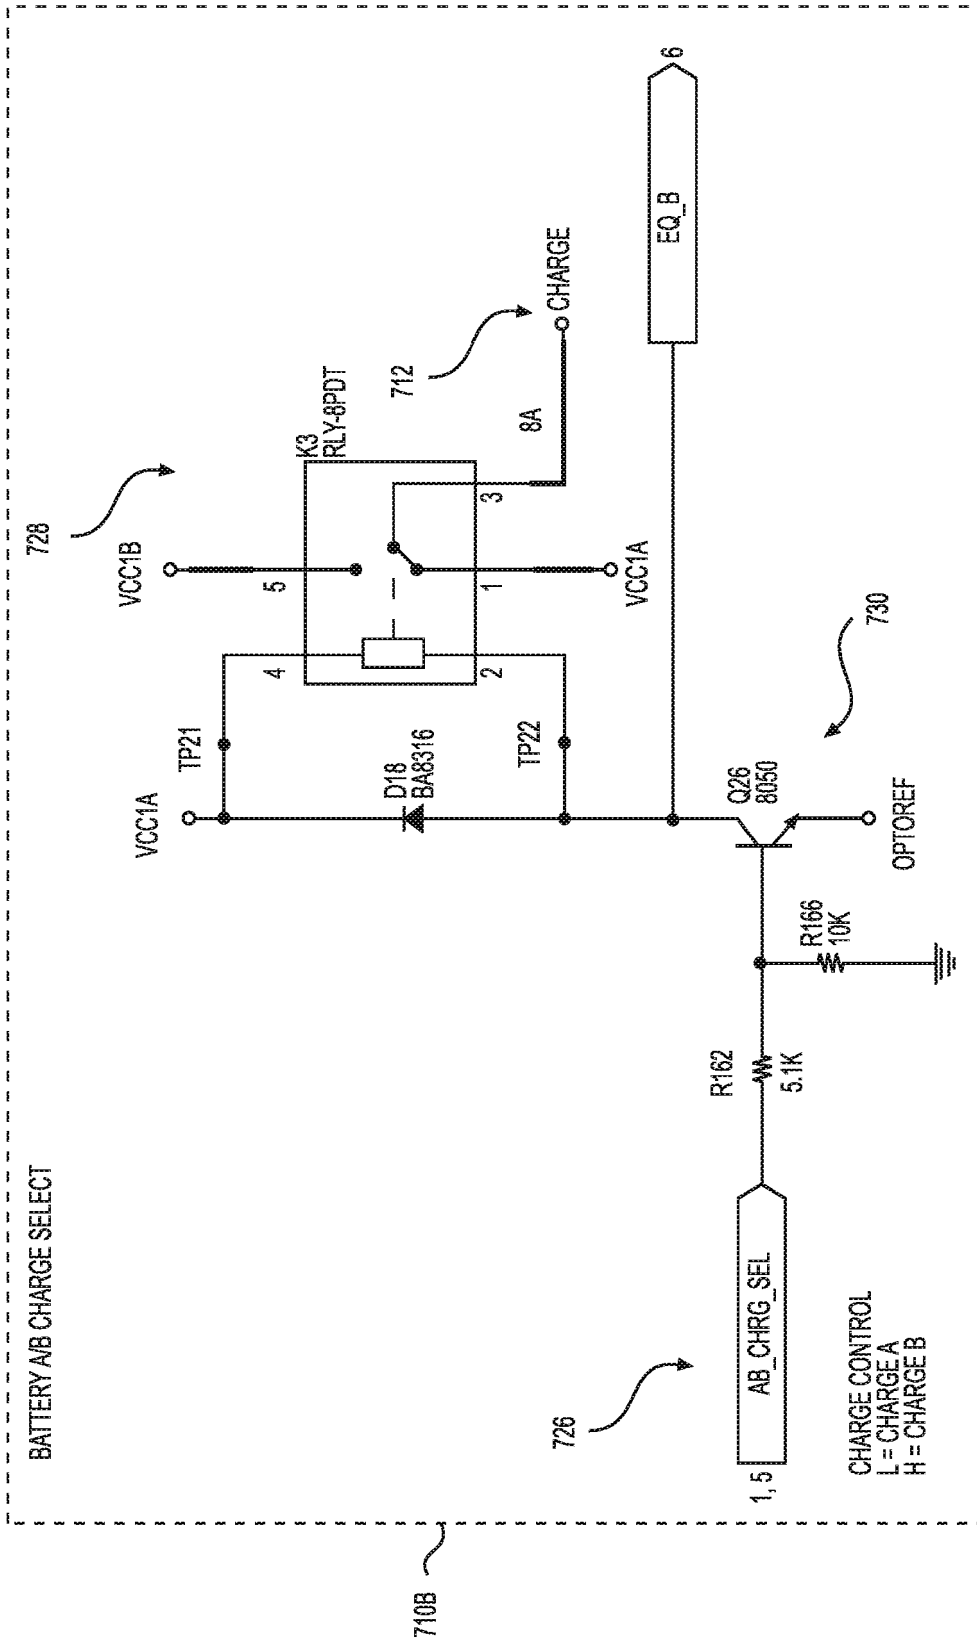 BATTERY A/B CHARGE SELECT
728
VCC1B
K3
RLY-8PDT
5
4
TP21
VCC1A
712
CHARGE
8A
3
1
2
VCC1A
D18
BA8316
TP22
EQ_B
6
730
Q26
8050
OPTOREF
R166
10K
R162
5.1K
726
AB_CHRG_SEL
1, 5
CHARGE CONTROL
L = CHARGE A
H = CHARGE B
710B